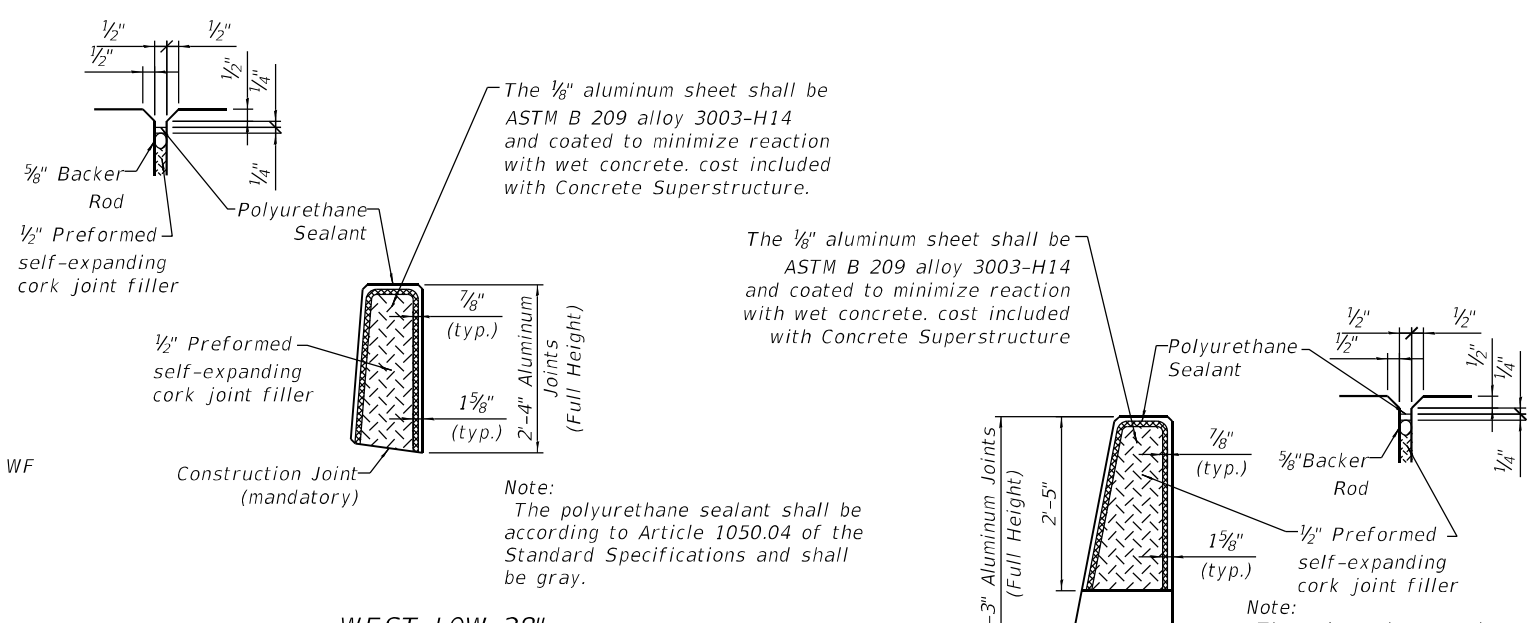 ½" ½"
½"
½"
¼"
¼"
⅝" Backer
Rod
½" Preformed
self-expanding
cork joint filler
Polyurethane
Sealant
The ⅛" aluminum sheet shall be
ASTM B 209 alloy 3003-H14
and coated to minimize reaction
with wet concrete. cost included
with Concrete Superstructure.
½" Preformed
self-expanding
cork joint filler
⅞"
(typ.)
1⅝"
(typ.)
2'-4" Aluminum
Joints
(Full Height)
WF
Construction Joint
(mandatory)
Note:
The polyurethane sealant shall be
according to Article 1050.04 of the
Standard Specifications and shall
be gray.
The ⅛" aluminum sheet shall be
ASTM B 209 alloy 3003-H14
and coated to minimize reaction
with wet concrete. cost included
with Concrete Superstructure
Polyurethane
Sealant
½" ½"
½"
½"
¼"
¼"
-3" Aluminum Joints
(Full Height)
2'-5"
⅞"
(typ.)
1⅝"
(typ.)
⅝"Backer
Rod
½" Preformed
self-expanding
cork joint filler
Note: